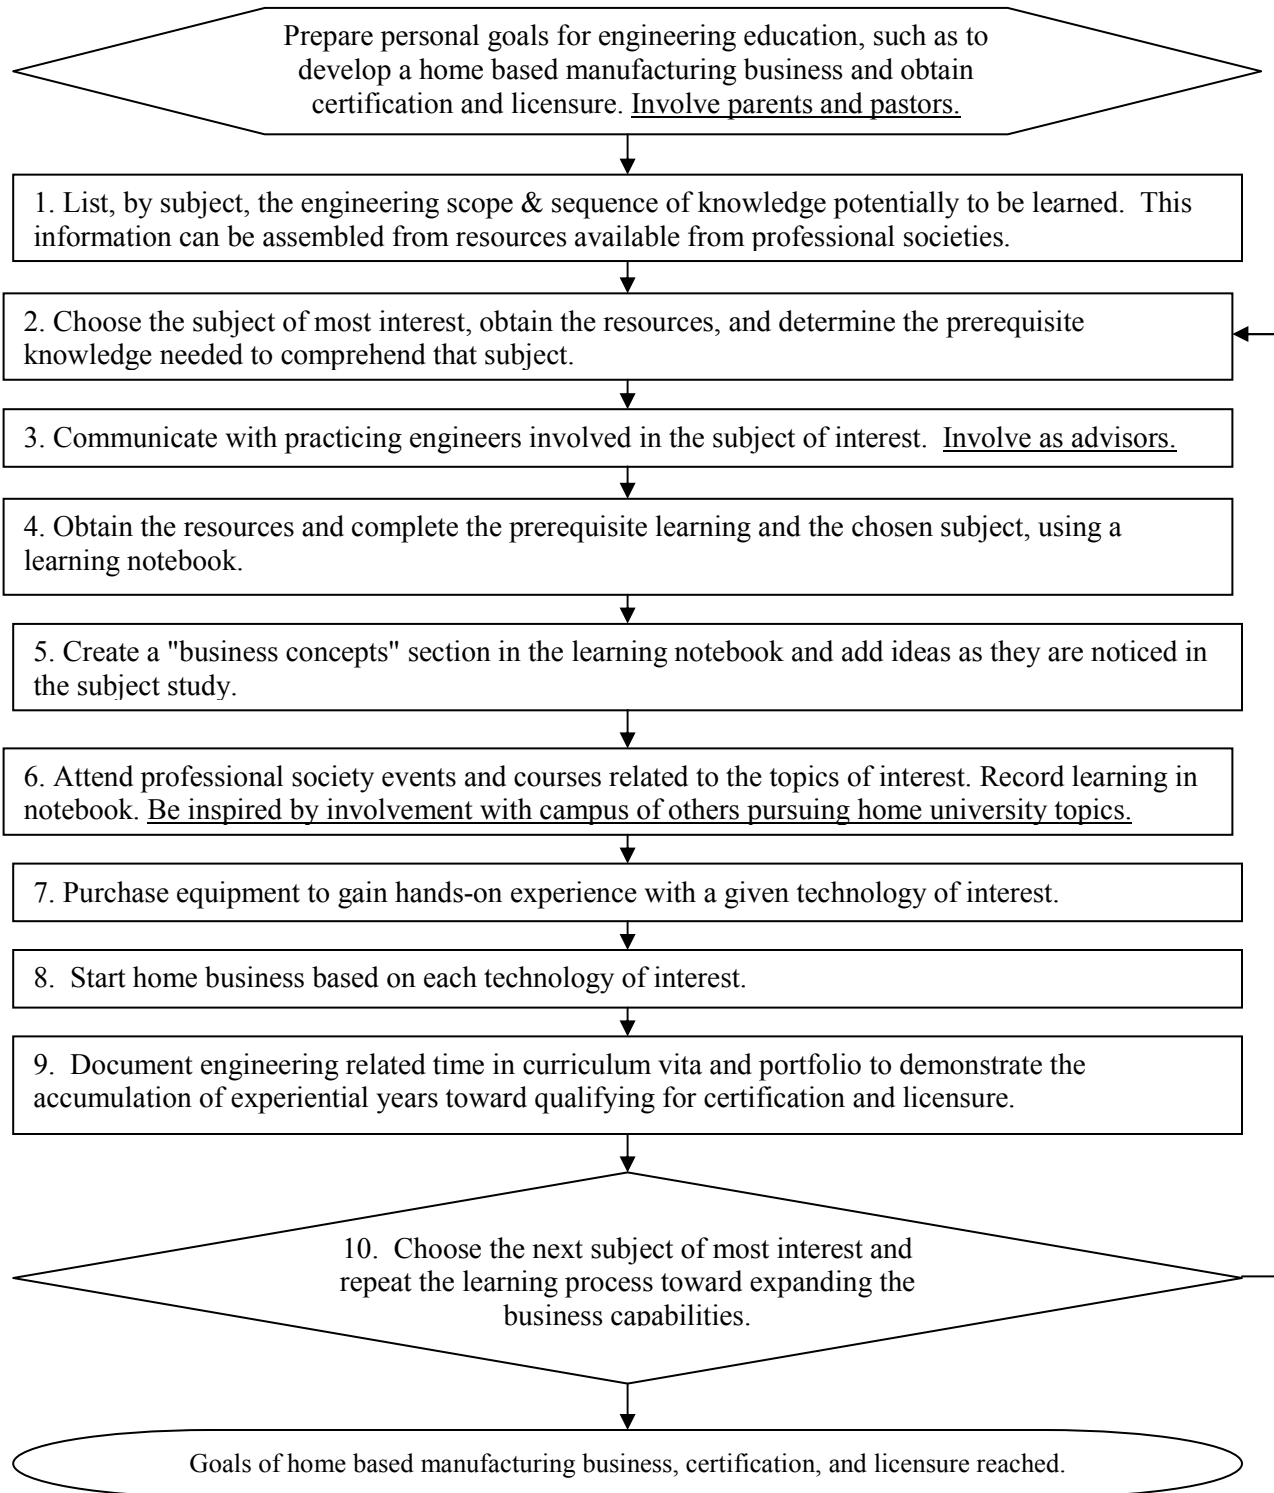 Prepare personal goals for engineering education, such as to
develop a home based manufacturing business and obtain
certification and licensure. Involve parents and pastors.
1. List, by subject, the engineering scope & sequence of knowledge potentially to be learned.  This
information can be assembled from resources available from professional societies.
2. Choose the subject of most interest, obtain the resources, and determine the prerequisite
knowledge needed to comprehend that subject.
3. Communicate with practicing engineers involved in the subject of interest.  Involve as advisors.
4. Obtain the resources and complete the prerequisite learning and the chosen subject, using a
learning notebook.
5. Create a "business concepts" section in the learning notebook and add ideas as they are noticed in
the subject study.
6. Attend professional society events and courses related to the topics of interest. Record learning in
notebook. Be inspired by involvement with campus of others pursuing home university topics.
7. Purchase equipment to gain hands-on experience with a given technology of interest.
8.  Start home business based on each technology of interest.
9.  Document engineering related time in curriculum vita and portfolio to demonstrate the
accumulation of experiential years toward qualifying for certification and licensure.
10.  Choose the next subject of most interest and
repeat the learning process toward expanding the
business capabilities.
Goals of home based manufacturing business, certification, and licensure reached.